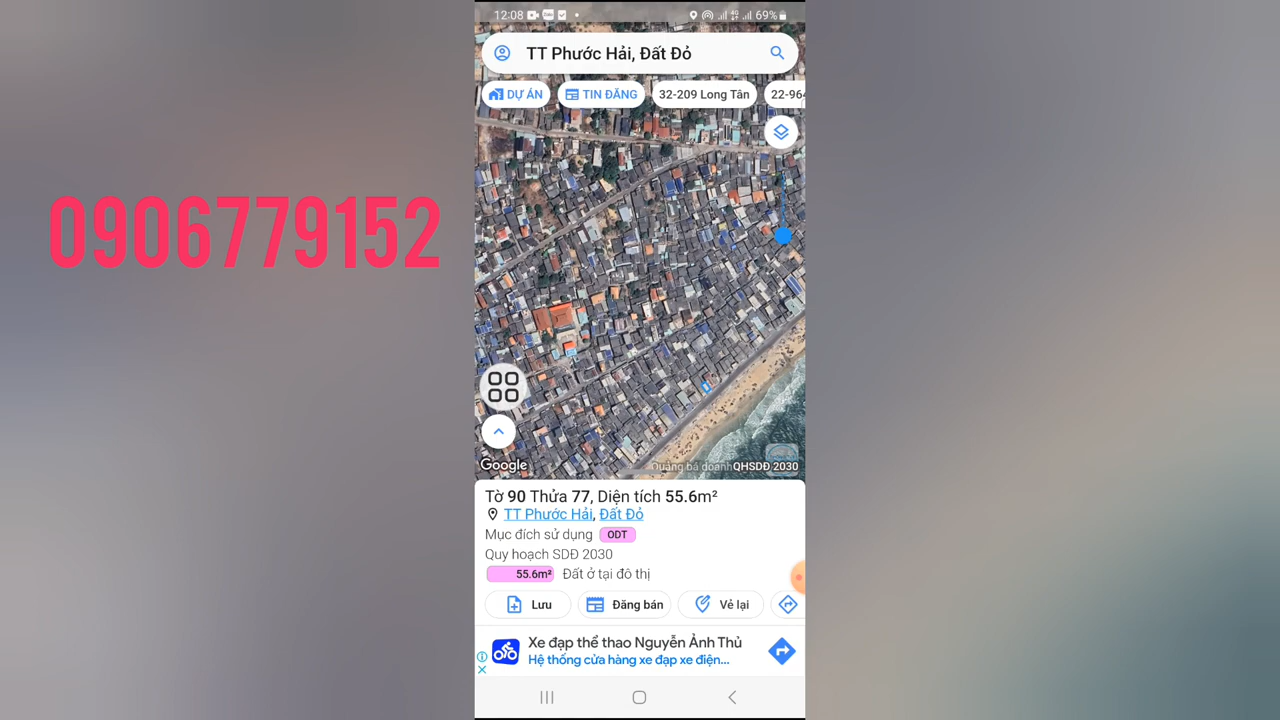 12:08
69%
TT Phước Hải, Đất Đỏ
DỰ ÁN
TIN ĐĂNG
32-209 Long Tân
22-964
0906779152
Google
Quảng bá doanh
QHSDĐ 2030
Tờ 90 Thửa 77, Diện tích 55.6m²
TT Phước Hải, Đất Đỏ
Mục đích sử dụng ODT
Quy hoạch SDĐ 2030
55.6m² Đất ở tại đô thị
Lưu
Đăng bán
Vẽ lại
Xe đạp thể thao Nguyễn Ảnh Thủ
Hệ thống cửa hàng xe đạp xe điện...